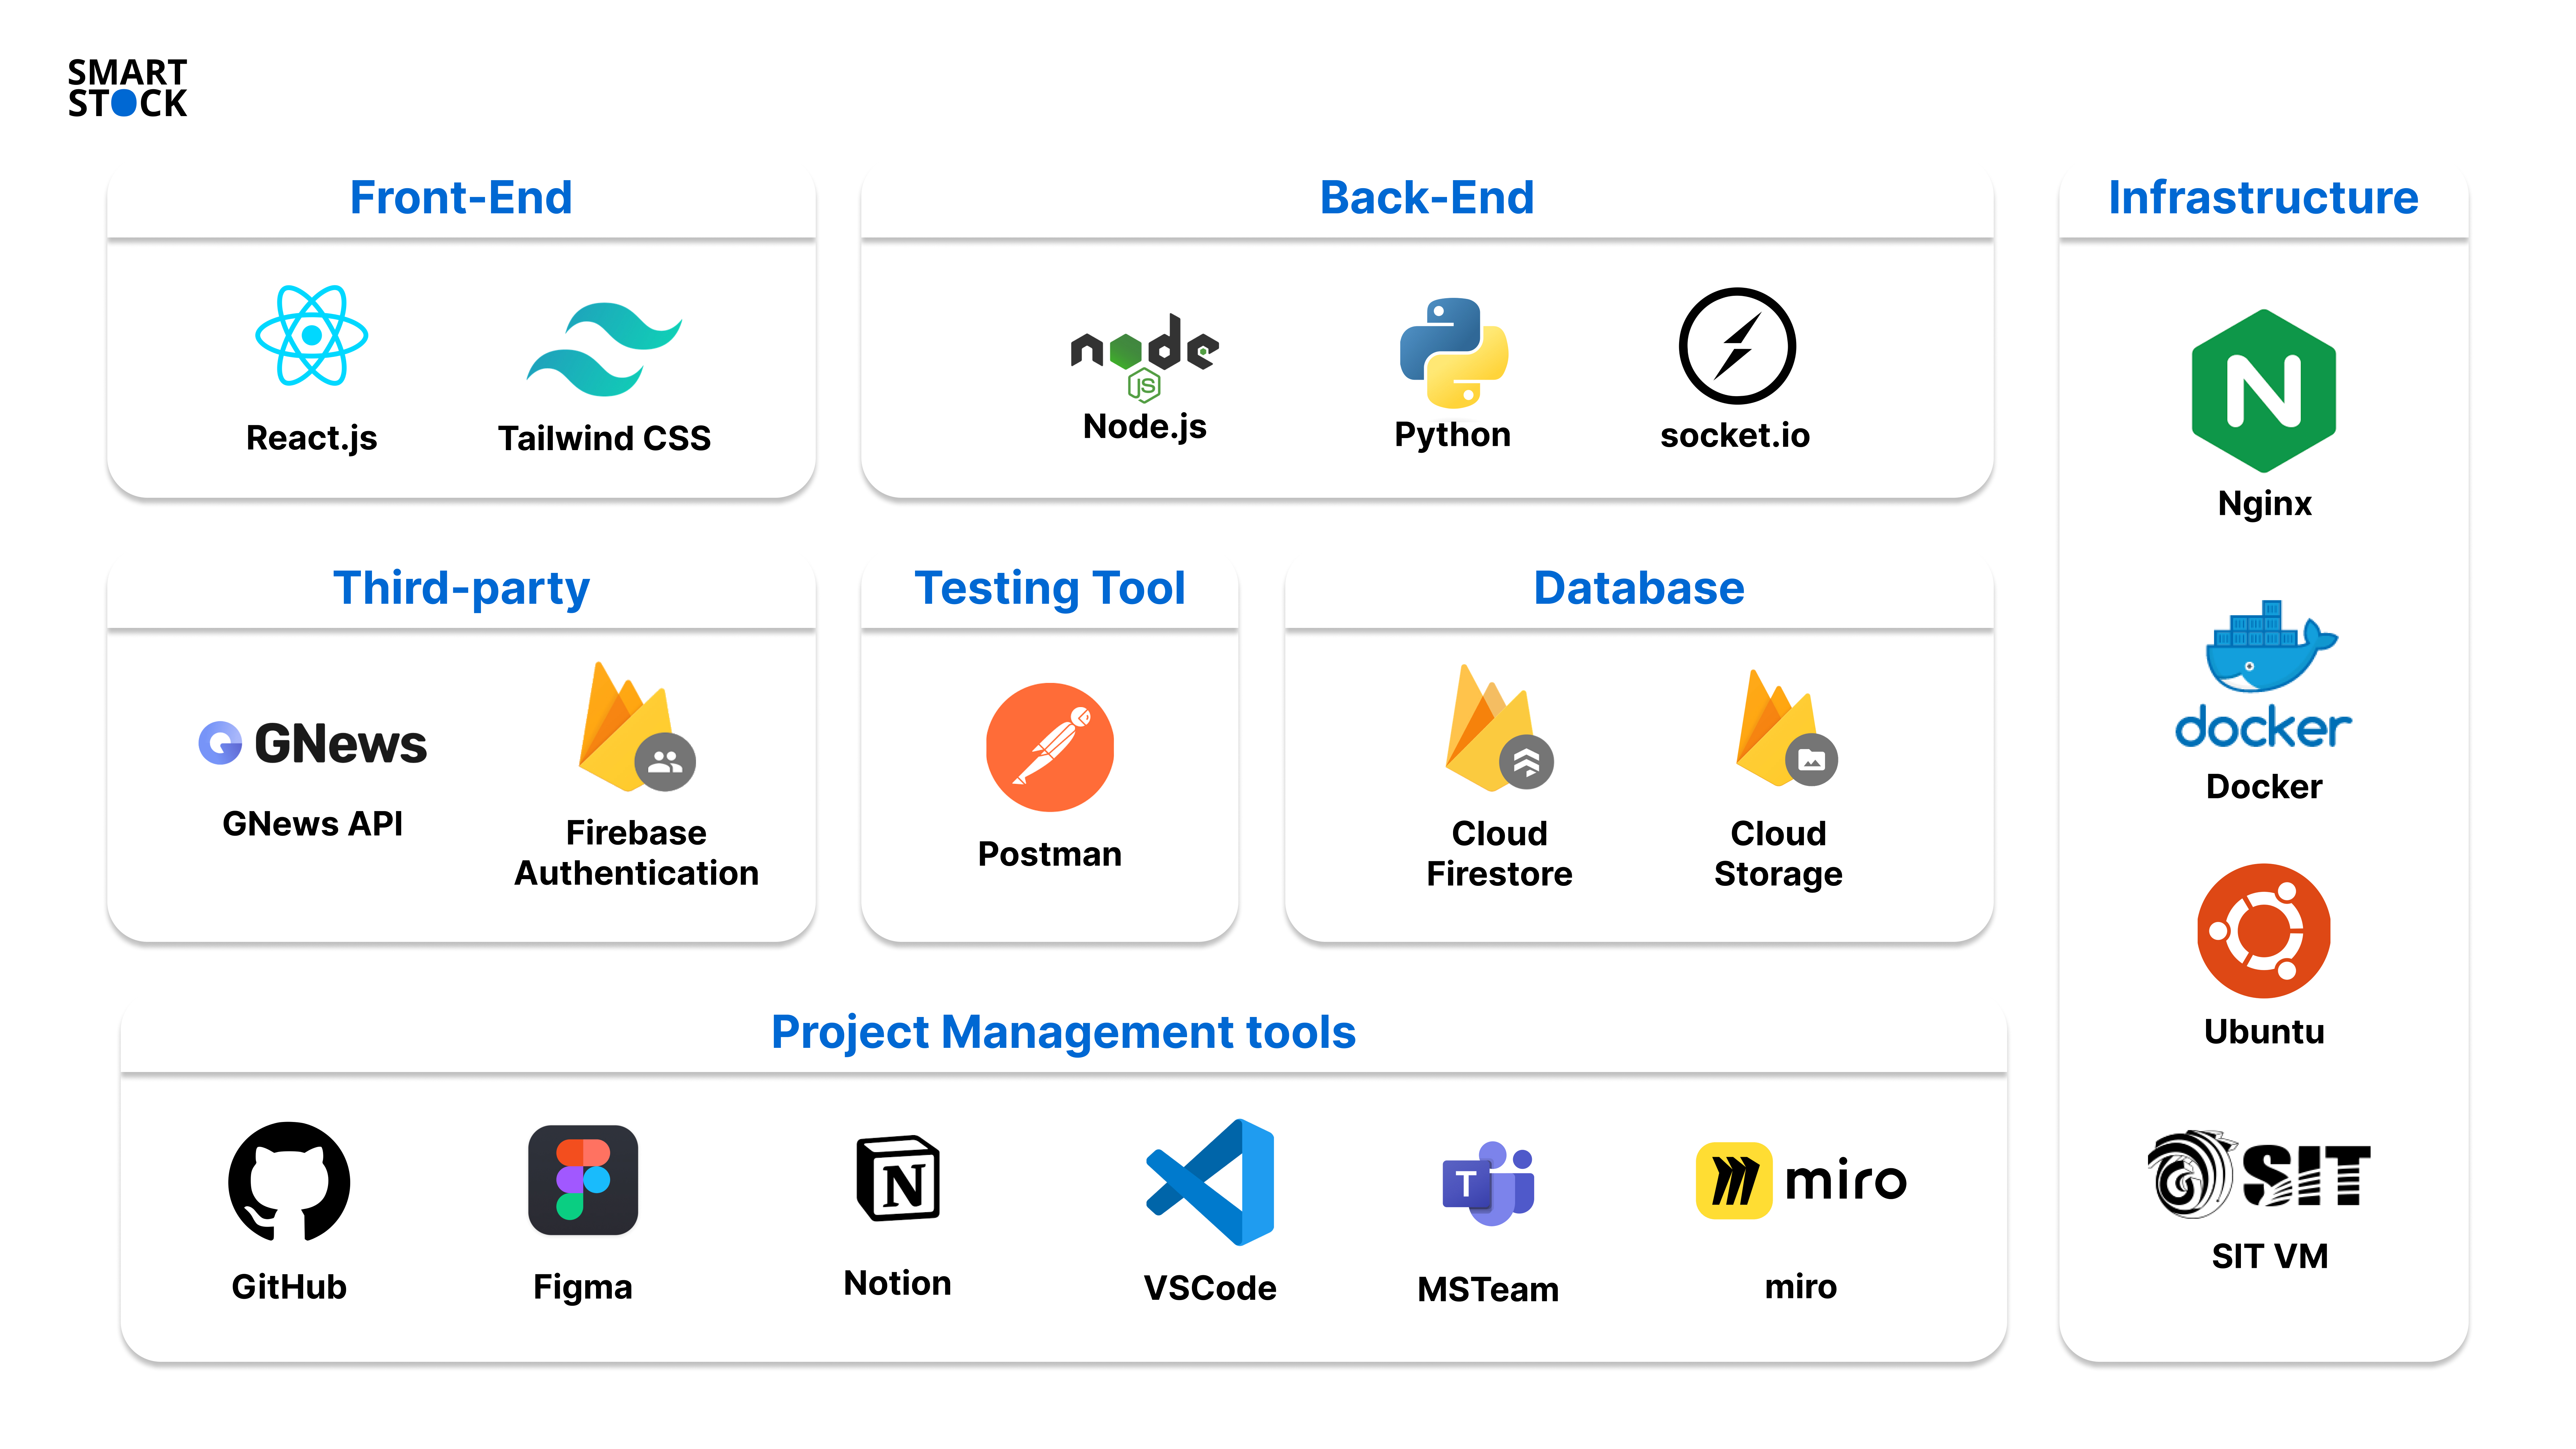 SMART
STOCK
Front-End
React.js
Tailwind CSS
Back-End
node
JS
Node.js
Python
socket.io
Infrastructure
N
Nginx
docker
Docker
Ubuntu
SIT
SIT VM
Third-party
GNews
GNews API
Firebase
Authentication
Testing Tool
Postman
Database
Cloud
Firestore
Cloud
Storage
Project Management tools
GitHub
Figma
N
Notion
VSCode
T
MSTeam
miro
miro